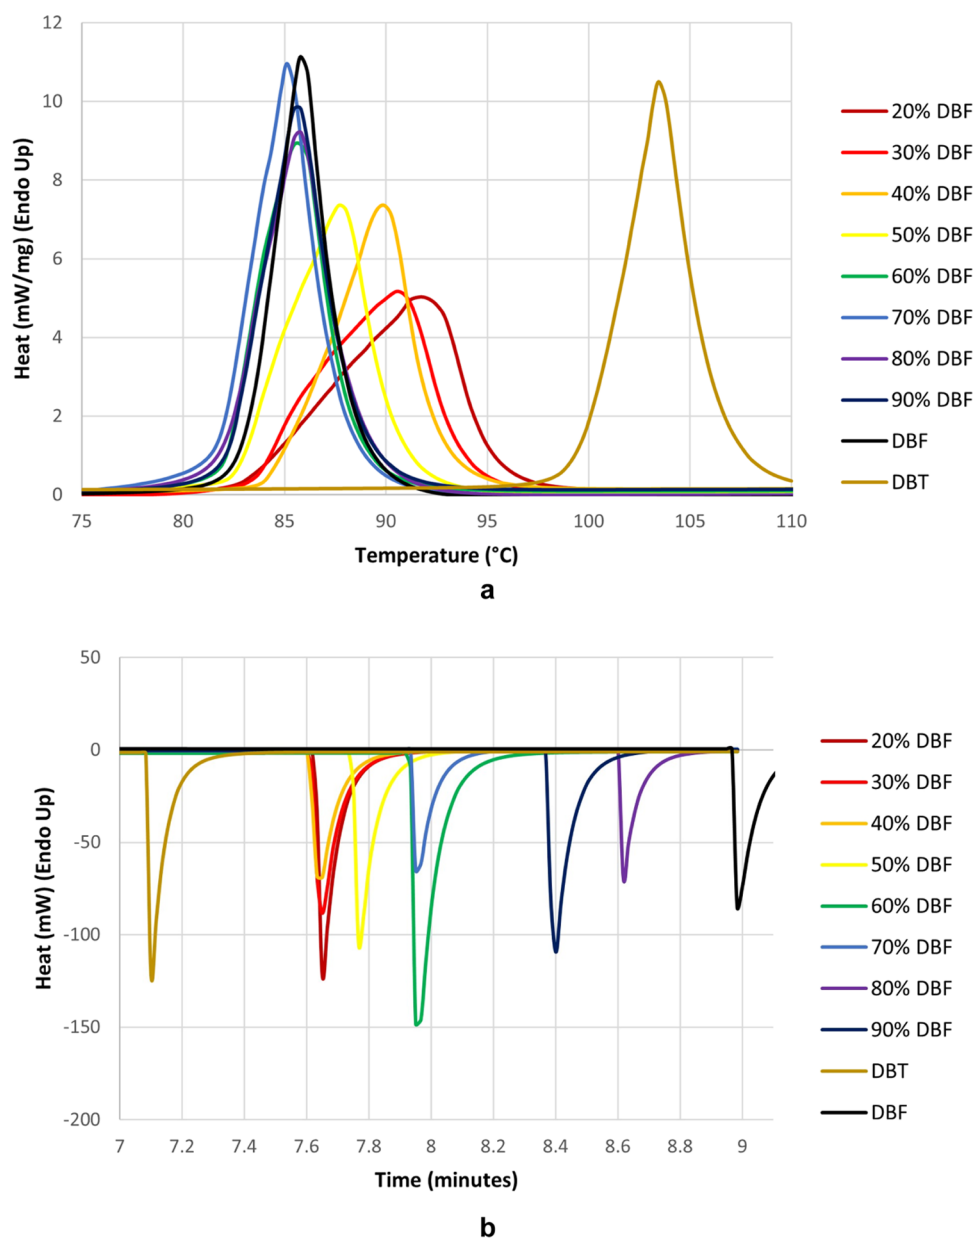 12
10
8
6
4
2
0
Heat (mW/mg) (Endo Up)
75 80 85 90 95 100 105 110
Temperature (°C)
20% DBF
30% DBF
40% DBF
50% DBF
60% DBF
70% DBF
80% DBF
90% DBF
DBF
DBT
a
50
0
-50
-100
-150
-200
Heat (mW) (Endo Up)
7 7.2 7.4 7.6 7.8 8 8.2 8.4 8.6 8.8 9
Time (minutes)
20% DBF
30% DBF
40% DBF
50% DBF
60% DBF
70% DBF
80% DBF
90% DBF
DBT
DBF
b